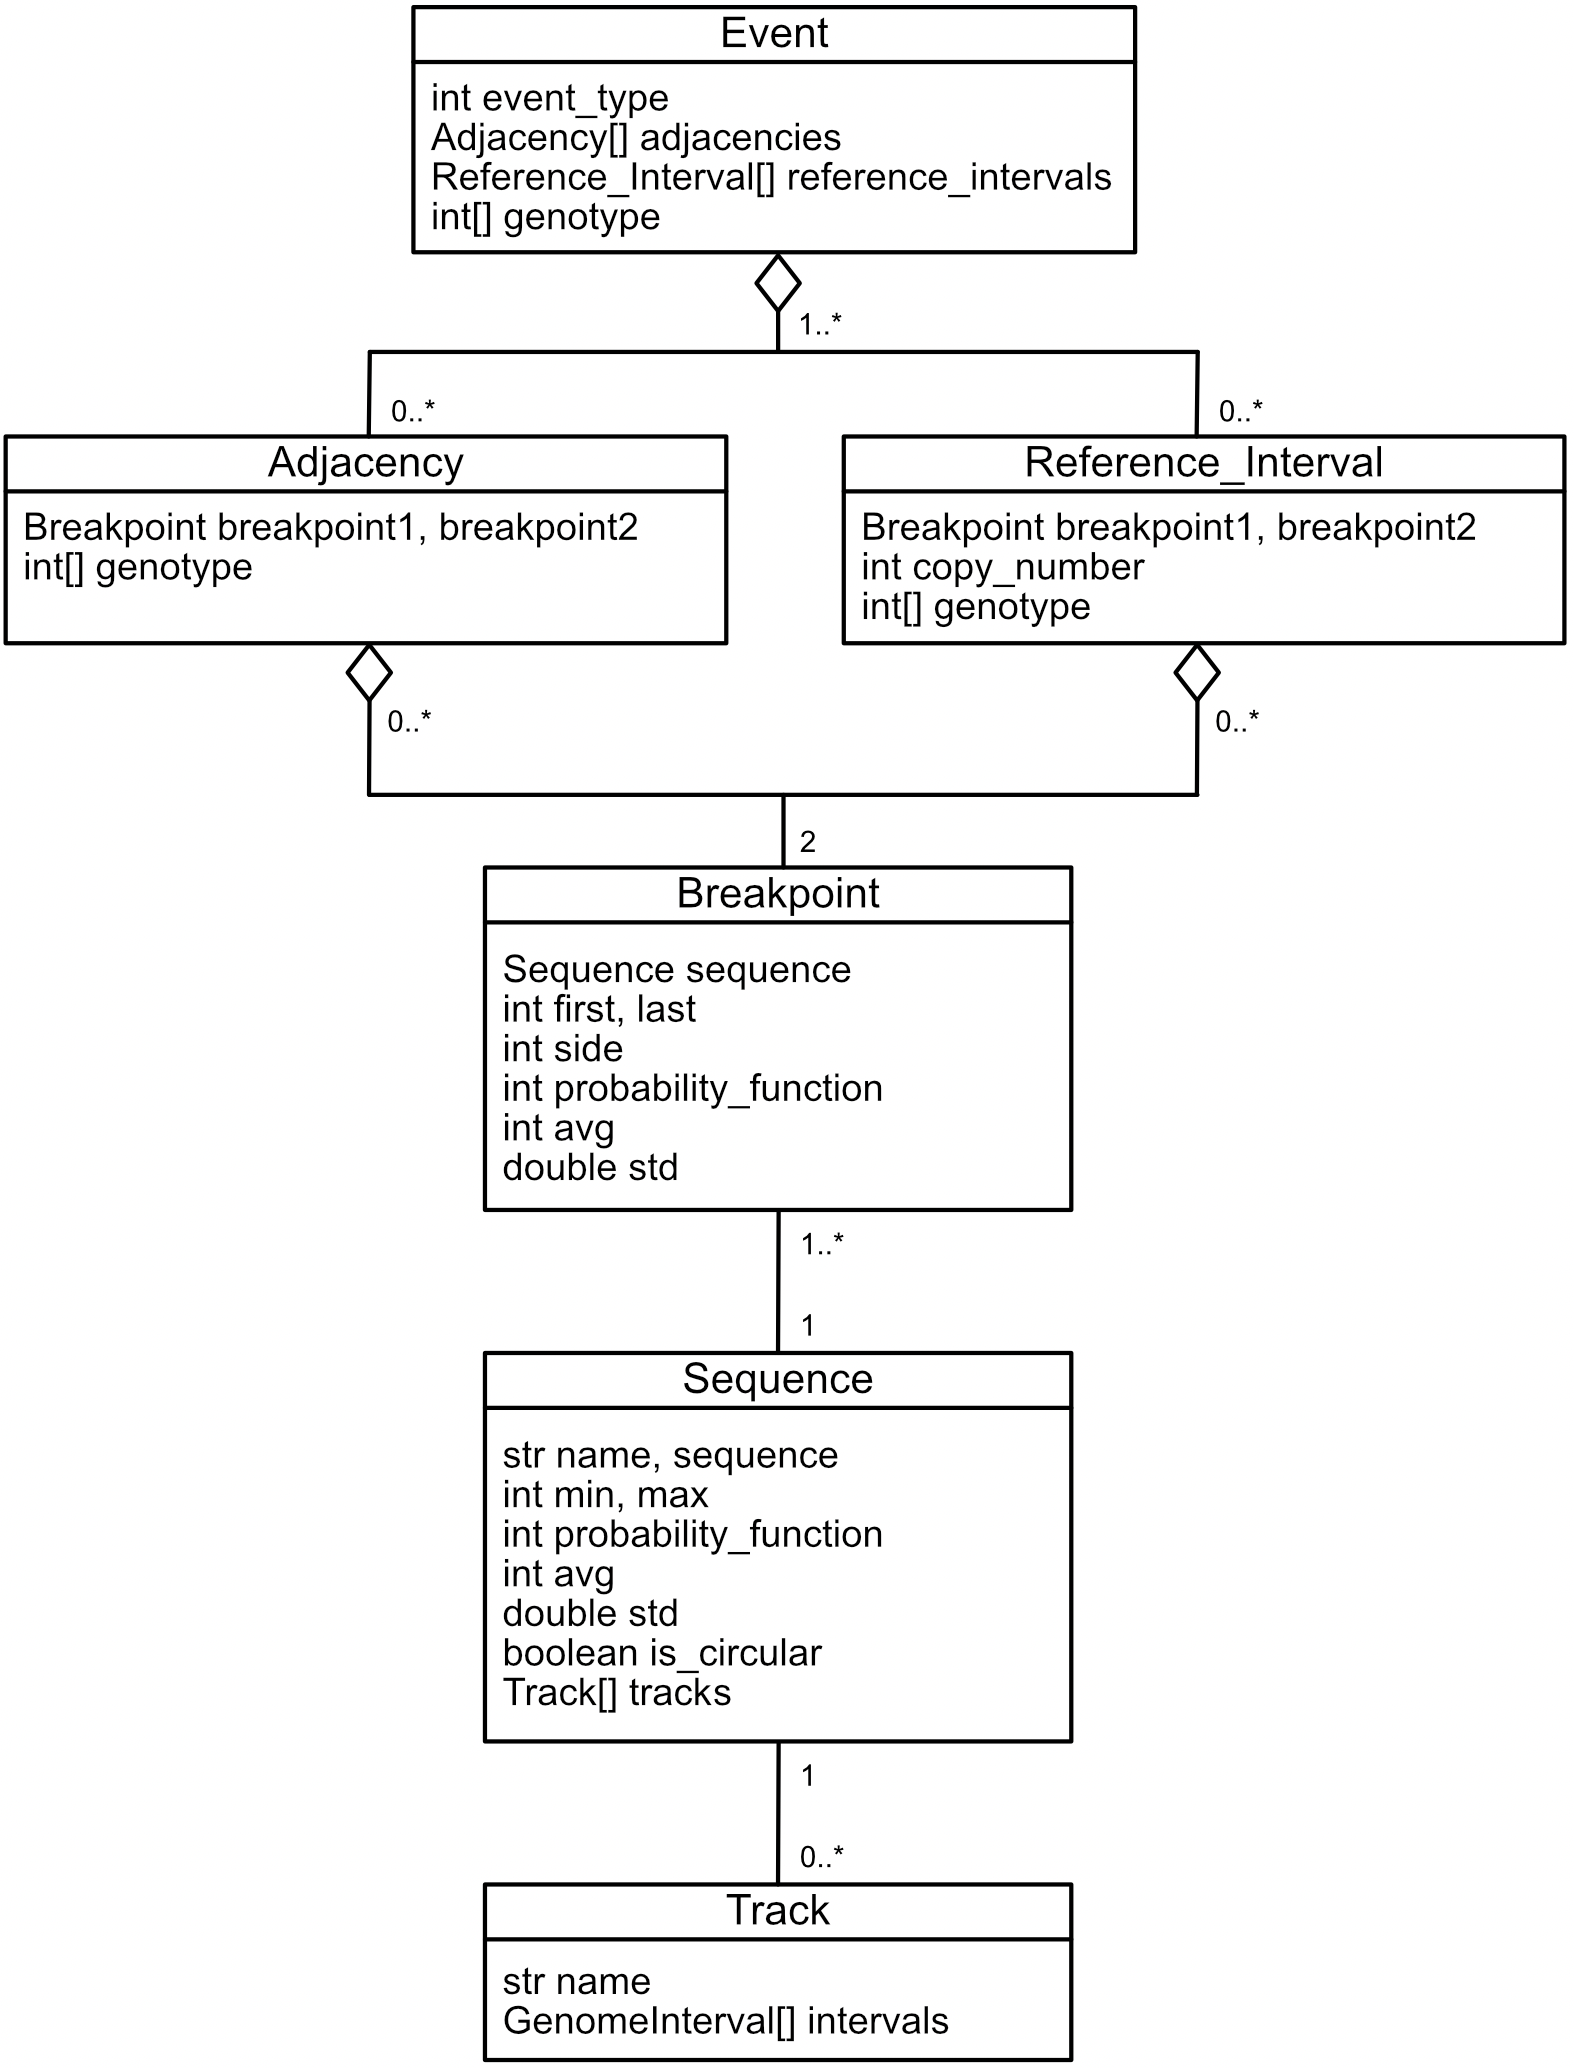 Event
int event_type
Adjacency[] adjacencies
Reference_Interval[] reference_intervals
int[] genotype
1..*
0..*
0..*
Adjacency
Breakpoint breakpoint1, breakpoint2
int[] genotype
Reference_Interval
Breakpoint breakpoint1, breakpoint2
int copy_number
int[] genotype
0..*
0..*
2
Breakpoint
Sequence sequence
int first, last
int side
int probability_function
int avg
double std
1..*
1
Sequence
str name, sequence
int min, max
int probability_function
int avg
double std
boolean is_circular
Track[] tracks
1
0..*
Track
str name
GenomeInterval[] intervals